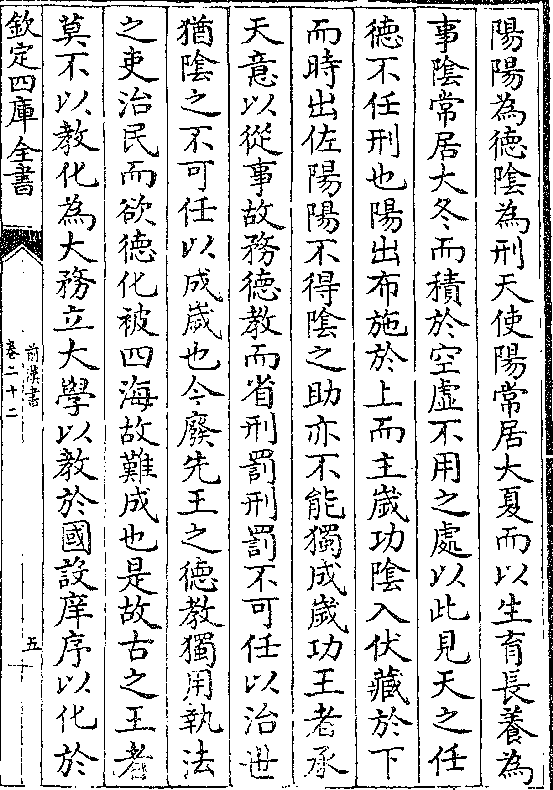 陽陽為德陰為刑天使陽常居大夏而以生育長養為
事陰常居大冬而積於空虛不用之處以此見天之任
德不任刑也陽出布施於上而主歲功陰入伏藏於下
而時出佐陽陽不得陰之助亦不能獨成歲功王者承
天意以從事故務德教而省刑罰刑罰不可任以治世
猶陰之不可任以成歲也今廢先王之德教獨用執法
之吏治民而欲德化被四海故難成也是故古之王者
莫不以教化為大務立大學以教於國設庠序以化於
欽定四庫全書
前漢書
卷二十二
五